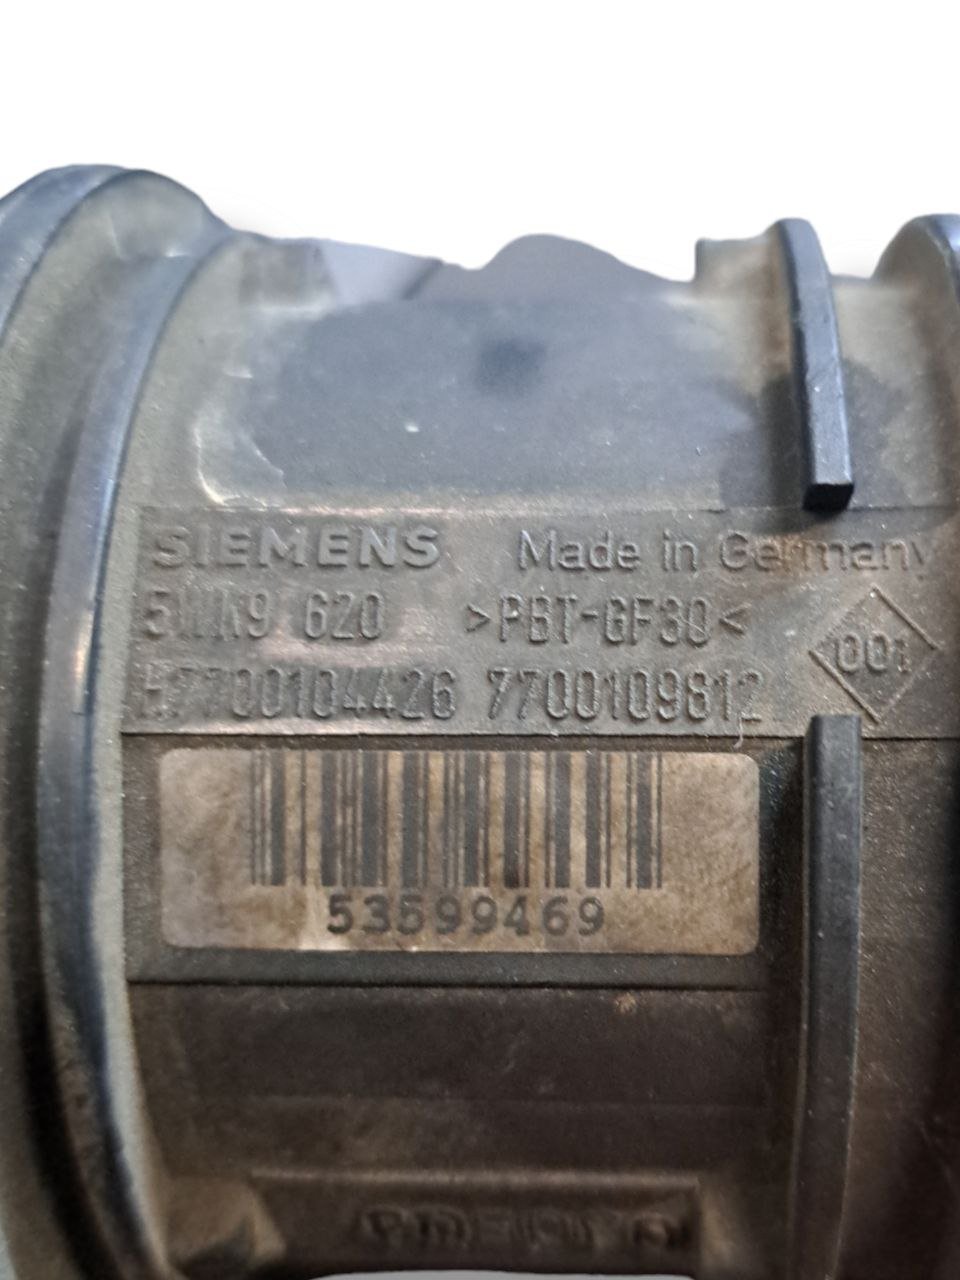 SIEMENS Made in Germany
5WK9 620 >PBT-GF30<
H7700104426 7700109812
001
53599469